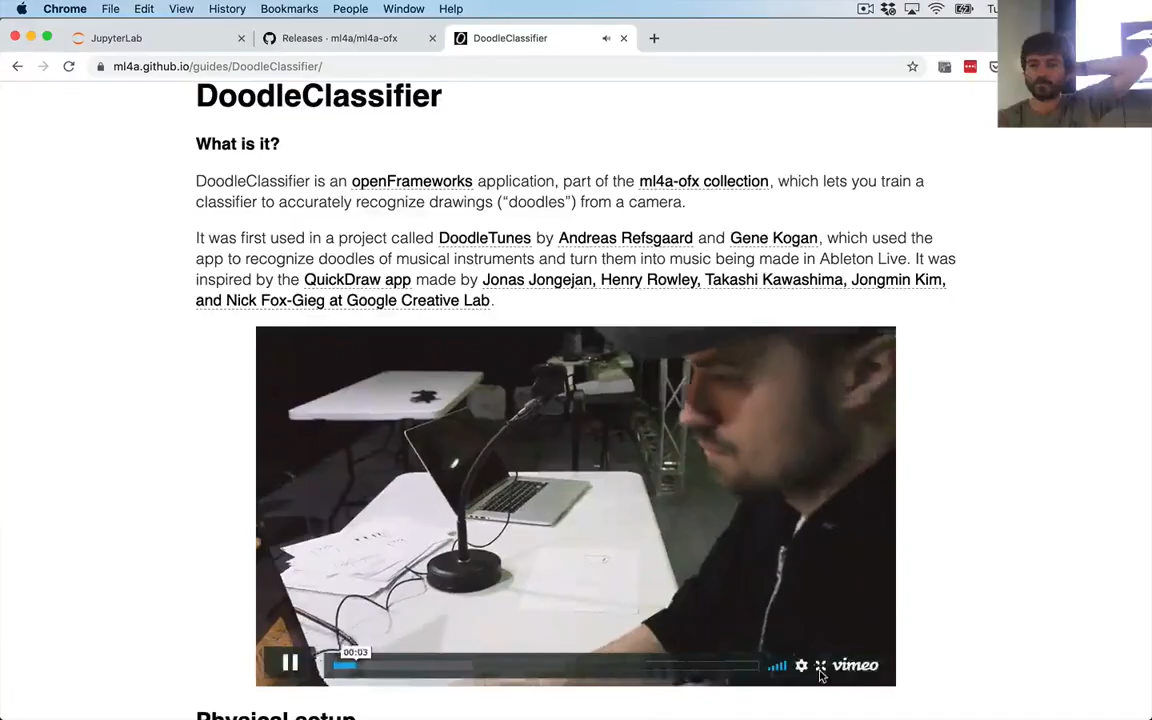 Chrome File Edit View History Bookmarks People Window Help
JupyterLab
Releases · ml4a/ml4a-ofx
DoodleClassifier
ml4a.github.io/guides/DoodleClassifier/
DoodleClassifier
What is it?
DoodleClassifier is an openFrameworks application, part of the ml4a-ofx collection, which lets you train a
classifier to accurately recognize drawings (“doodles”) from a camera.
It was first used in a project called DoodleTunes by Andreas Refsgaard and Gene Kogan, which used the
app to recognize doodles of musical instruments and turn them into music being made in Ableton Live. It was
inspired by the QuickDraw app made by Jonas Jongejan, Henry Rowley, Takashi Kawashima, Jongmin Kim,
and Nick Fox-Gieg at Google Creative Lab.
00:03
vimeo